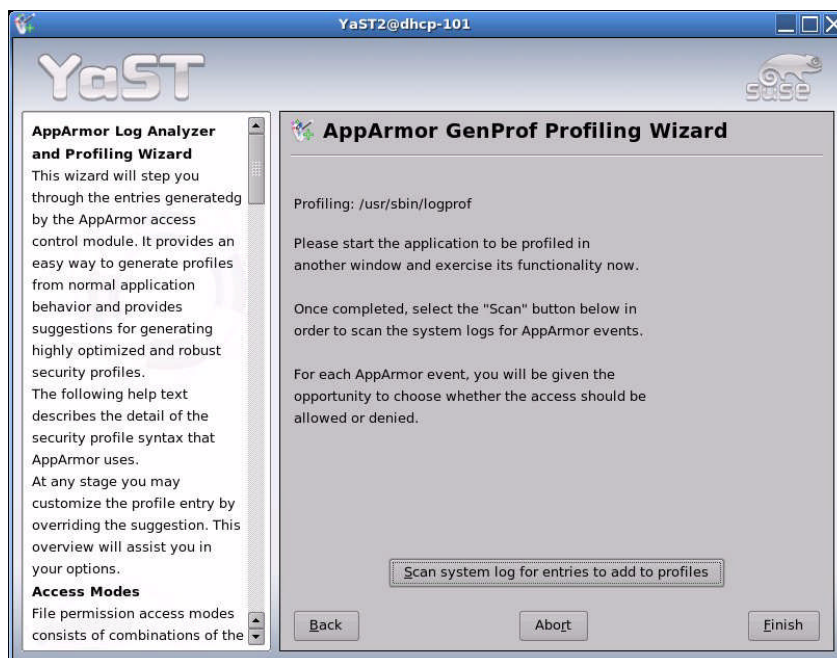 YaST2@dhcp-101
YaST
SUSE
AppArmor Log Analyzer
and Profiling Wizard
This wizard will step you
through the entries generatedg
by the AppArmor access
control module. It provides an
easy way to generate profiles
from normal application
behavior and provides
suggestions for generating
highly optimized and robust
security profiles.
The following help text
describes the detail of the
security profile syntax that
AppArmor uses.
At any stage you may
customize the profile entry by
overriding the suggestion. This
overview will assist you in
your options.
Access Modes
File permission access modes
consists of combinations of the
AppArmor GenProf Profiling Wizard
Profiling: /usr/sbin/logprof
Please start the application to be profiled in
another window and exercise its functionality now.
Once completed, select the "Scan" button below in
order to scan the system logs for AppArmor events.
For each AppArmor event, you will be given the
opportunity to choose whether the access should be
allowed or denied.
Scan system log for entries to add to profiles
Back
Abort
Finish